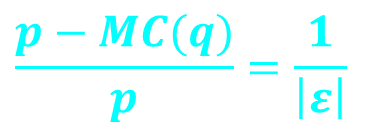 p − MC(q) / p = 1 / |ε|